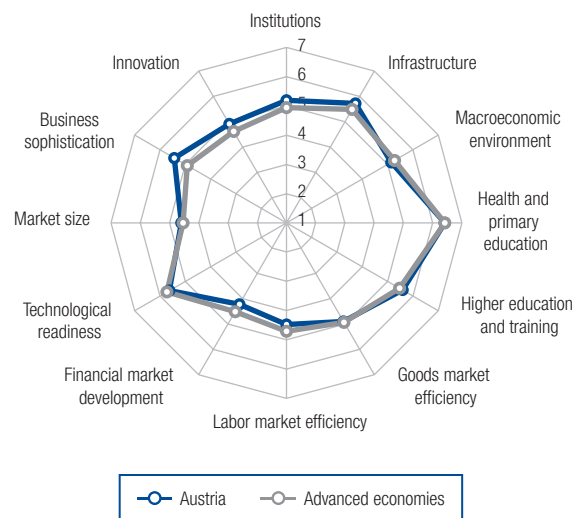 Institutions
7
6
5
4
3
2
1
Infrastructure
Macroeconomic
environment
Health and
primary
education
Higher education
and training
Goods market
efficiency
Labor market efficiency
Financial market
development
Technological
readiness
Market size
Business
sophistication
Innovation
Austria
Advanced economies